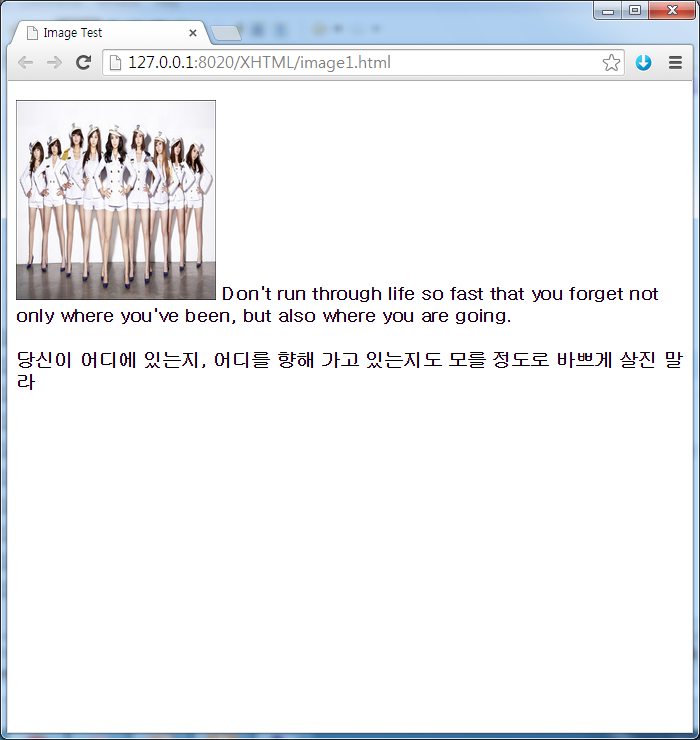 Image Test
127.0.0.1:8020/XHTML/image1.html
Don't run through life so fast that you forget not
only where you've been, but also where you are going.
당신이 어디에 있는지, 어디를 향해 가고 있는지도 모를 정도로 바쁘게 살진 말
라